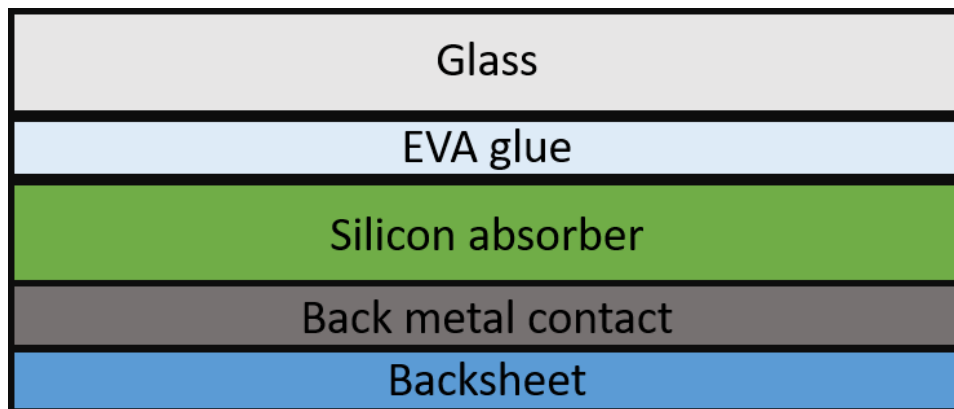 Glass
EVA glue
Silicon absorber
Back metal contact
Backsheet